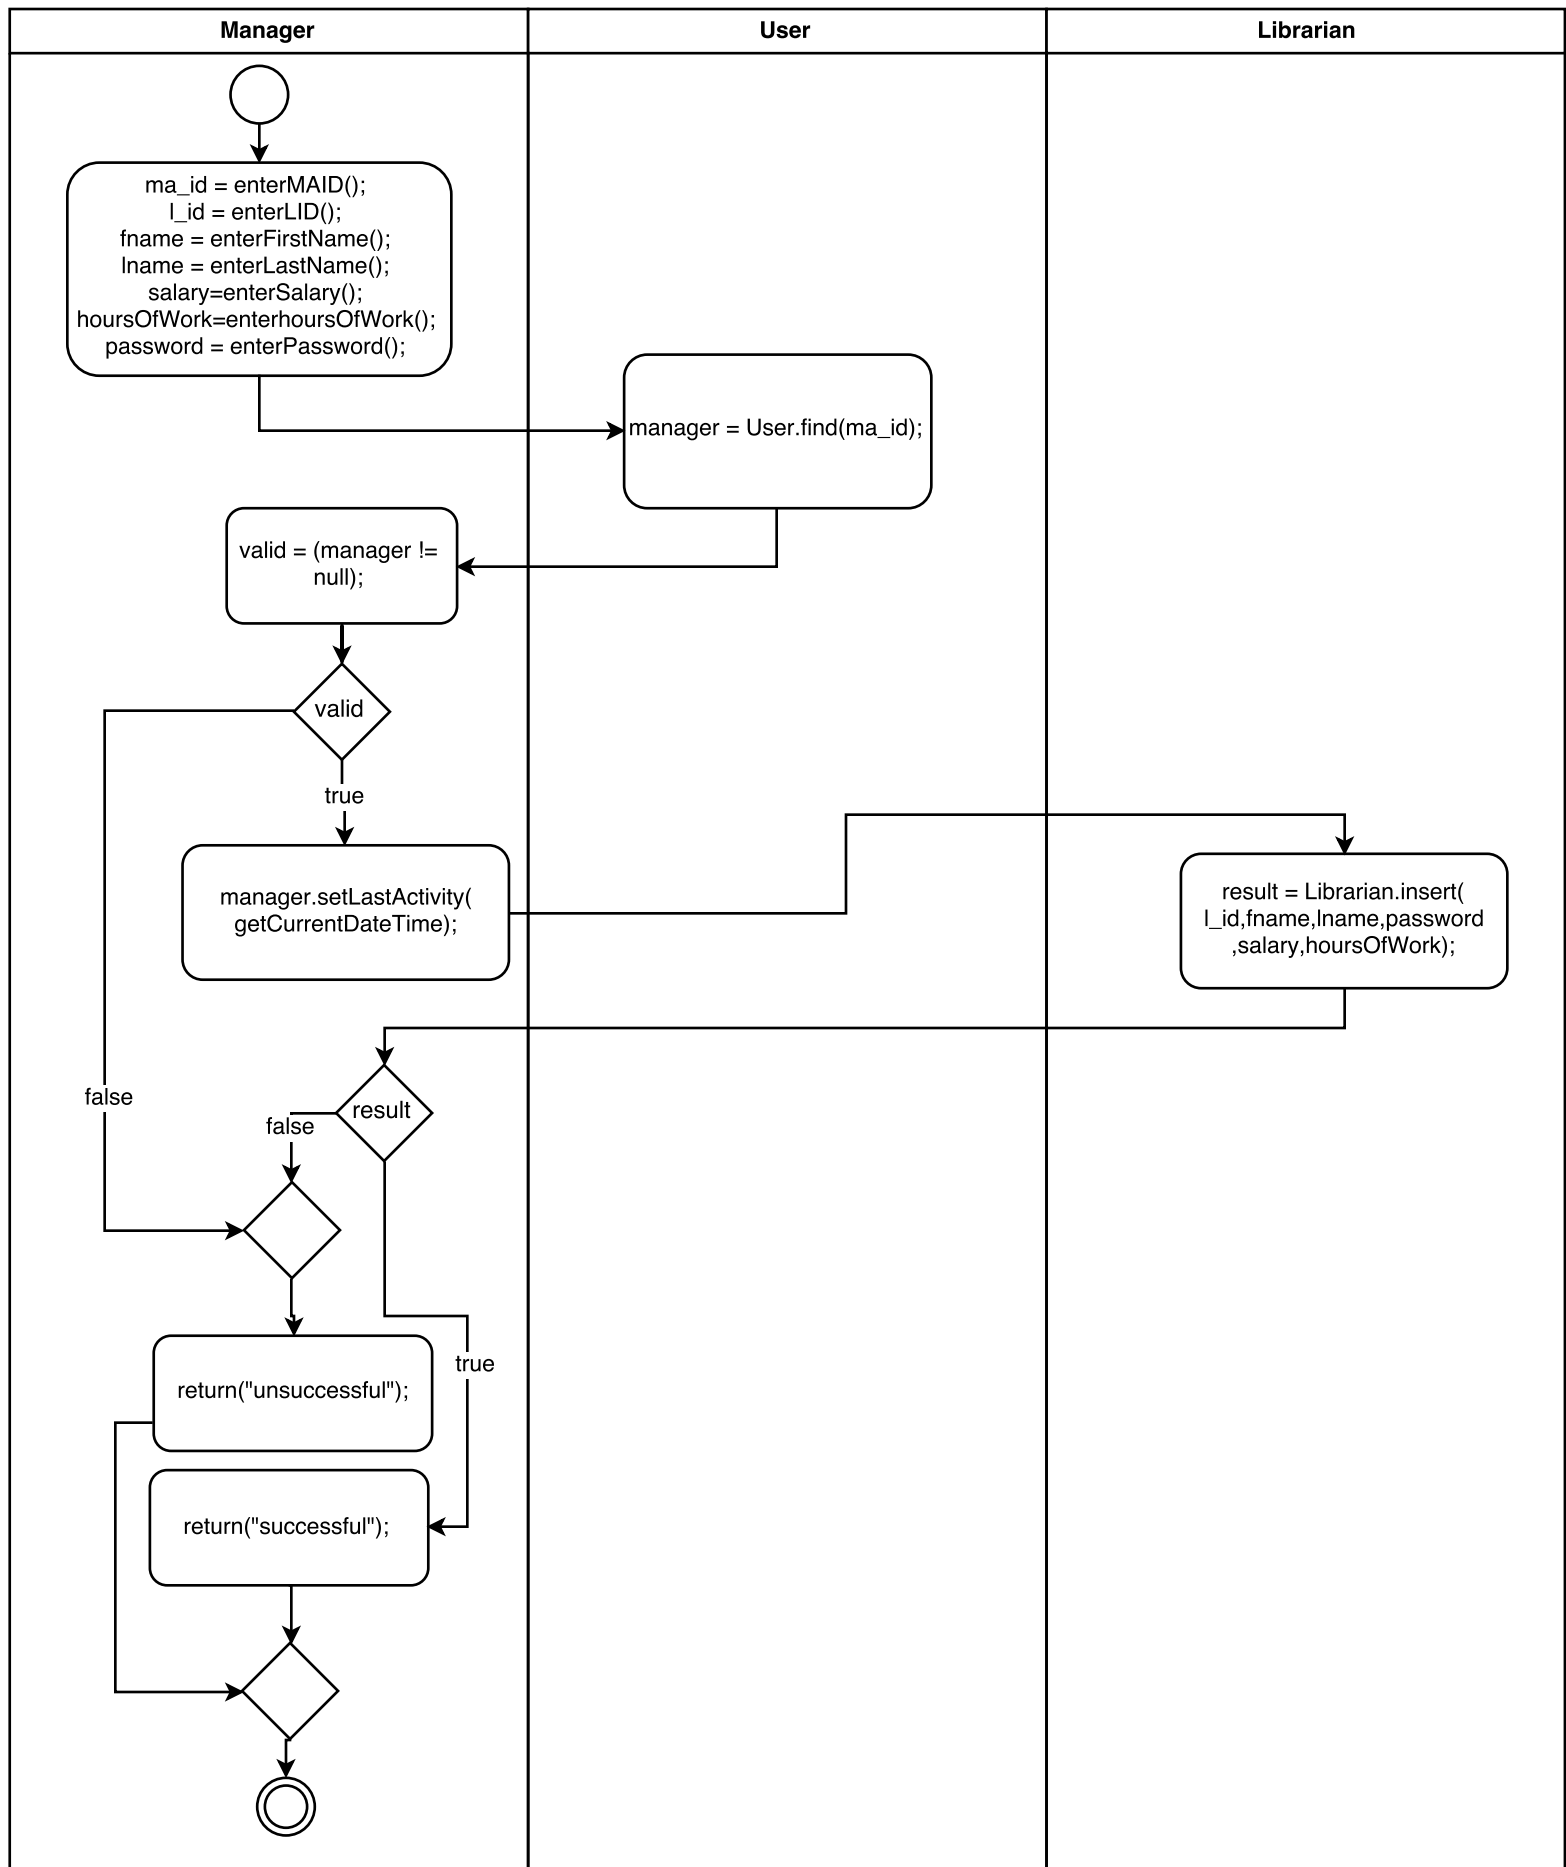 Manager
User
Librarian
ma_id = enterMAID();
l_id = enterLID();
fname = enterFirstName();
lname = enterLastName();
salary=enterSalary();
hoursOfWork=enterhoursOfWork();
password = enterPassword();
manager = User.find(ma_id);
valid = (manager !=
null);
valid
true
manager.setLastActivity(
getCurrentDateTime);
result = Librarian.insert(
l_id,fname,lname,password
,salary,hoursOfWork);
false
result
false
true
return("unsuccessful");
return("successful");